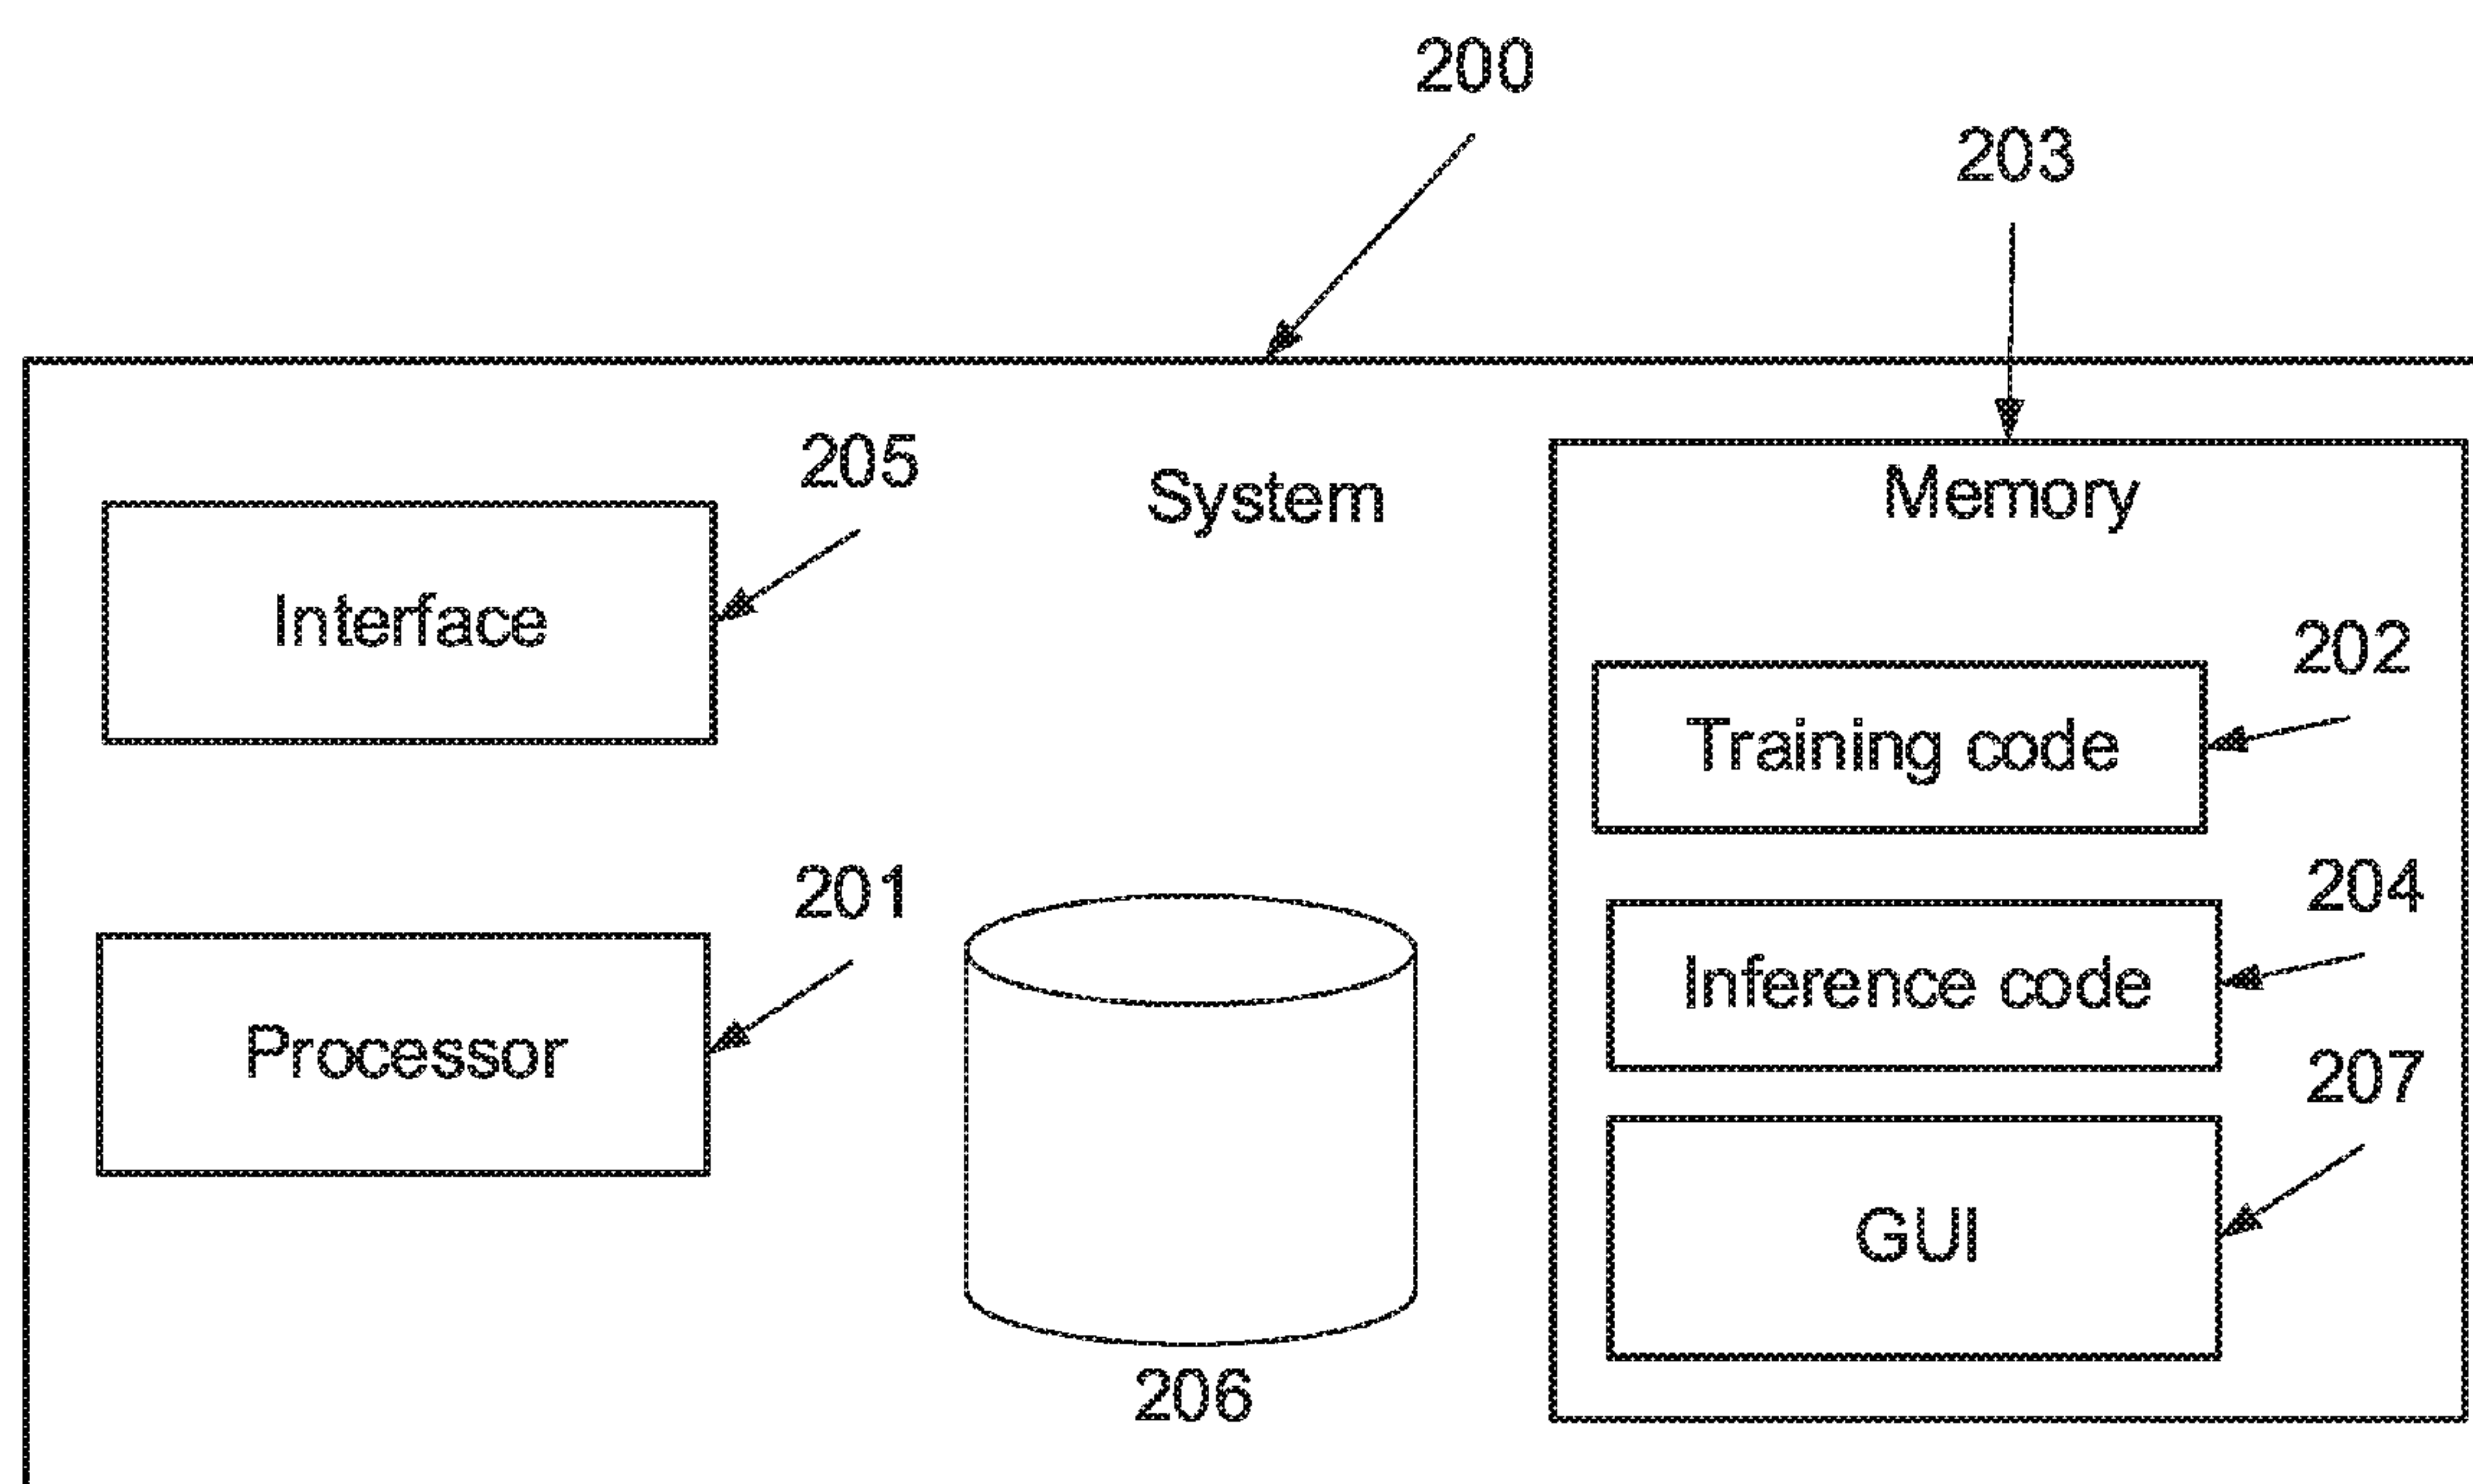 200
203
205
System
Memory
Interface
202
Training code
201
204
Inference code
Processor
207
GUI
206